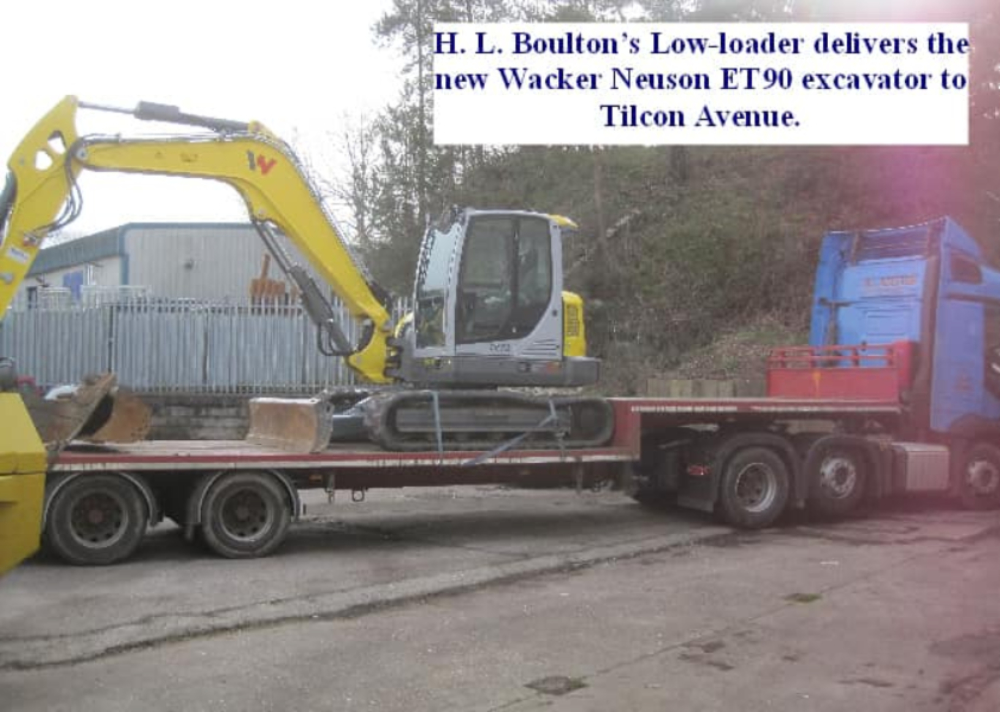 H. L. Boulton’s Low-loader delivers the
new Wacker Neuson ET90 excavator to
Tilcon Avenue.